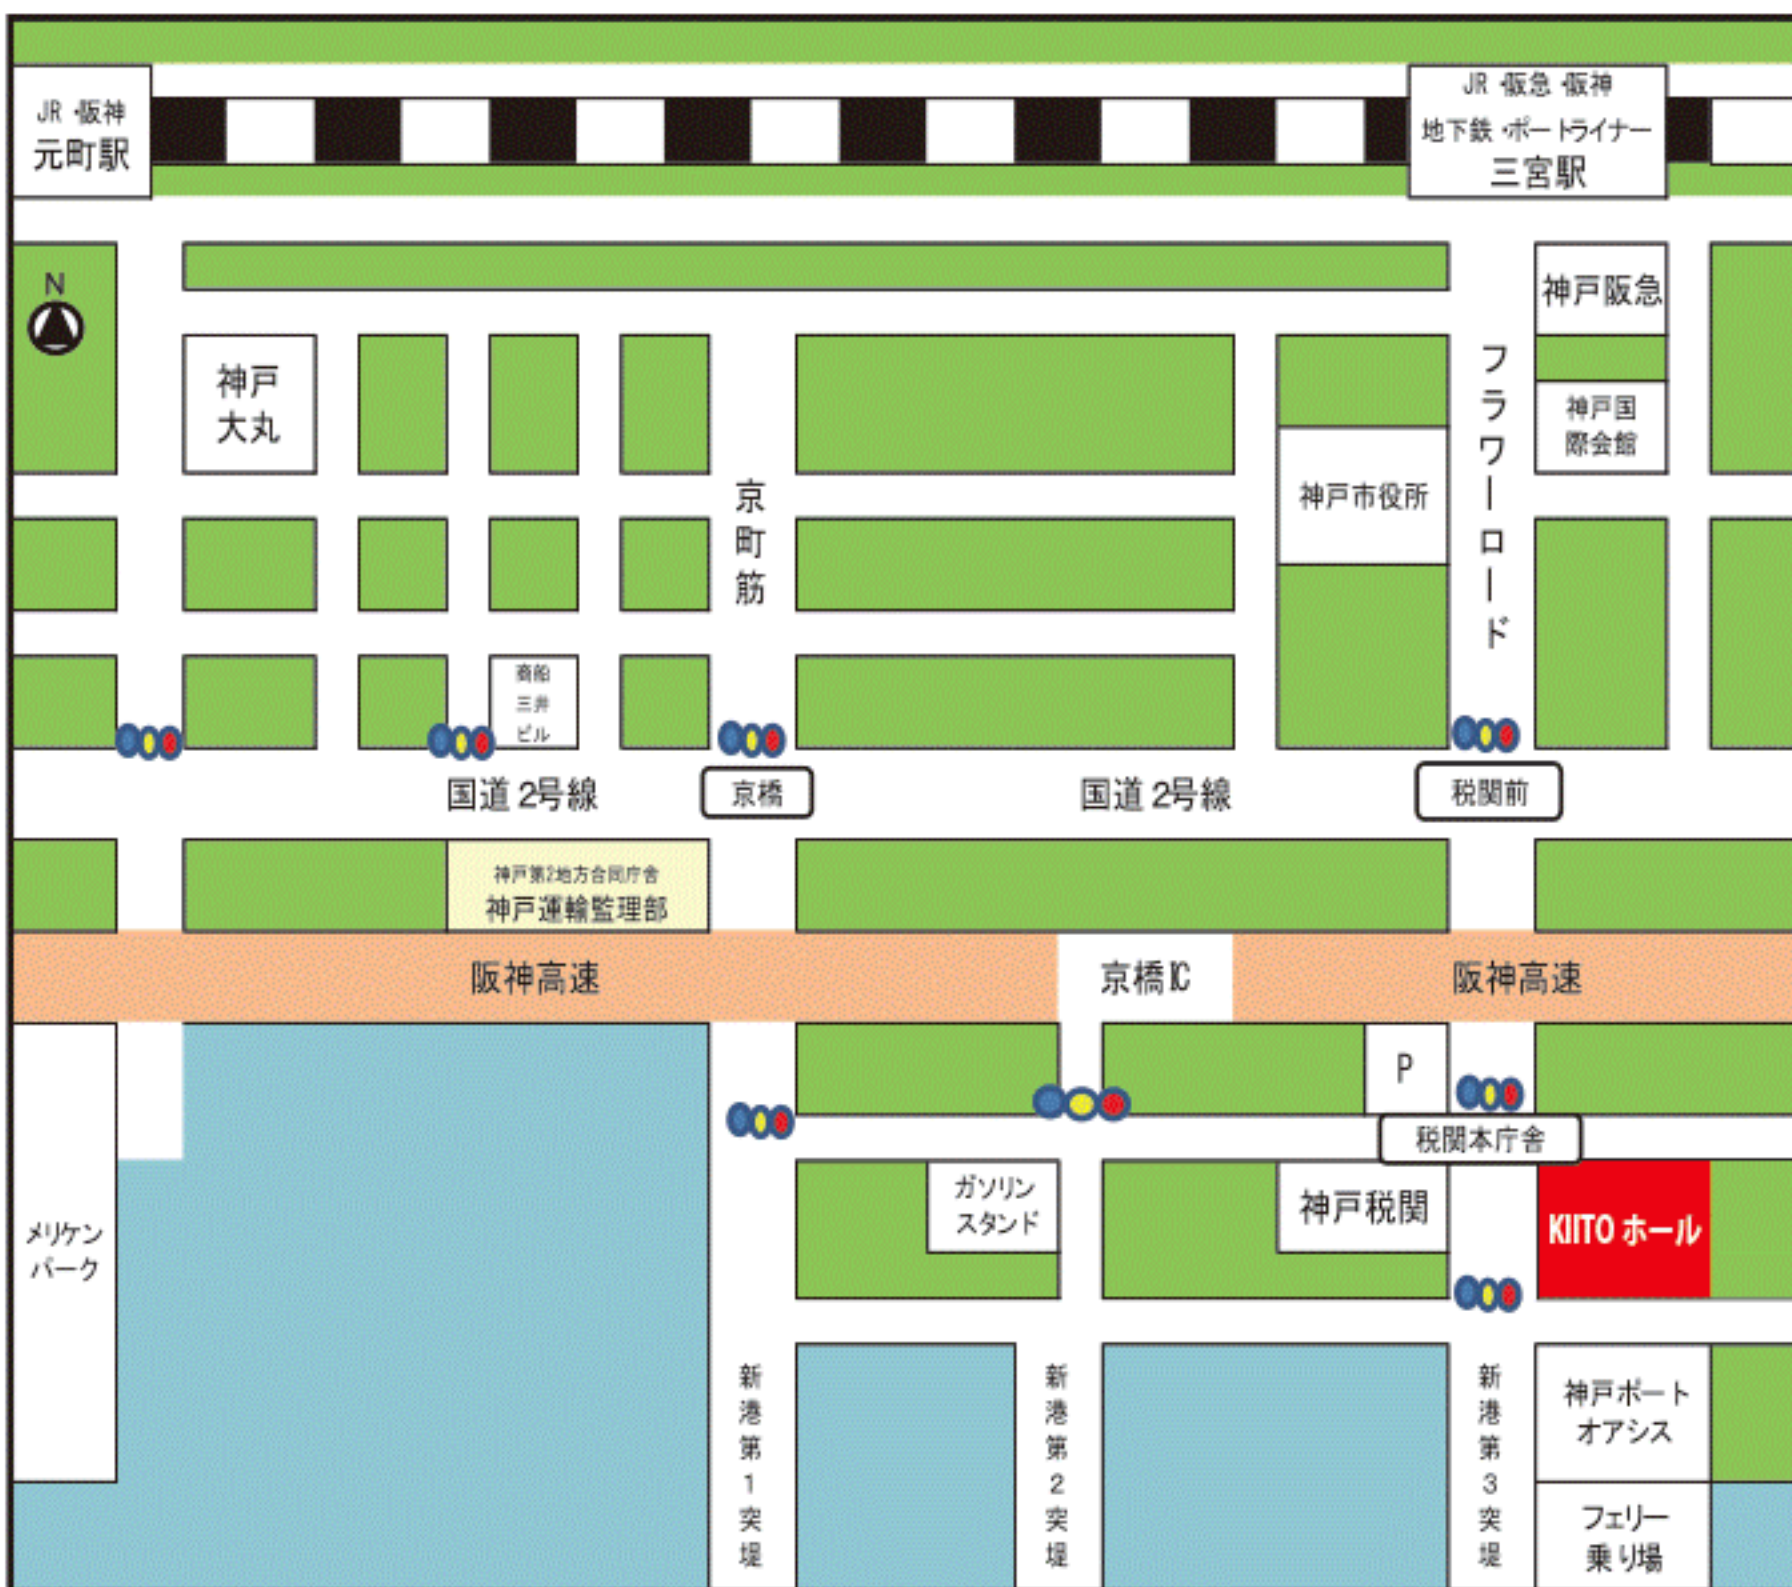 JR・阪神
元町駅
JR・阪急・阪神
地下鉄・ポートライナー
三宮駅
N
神戸阪急
神戸
大丸
フラワーロード
神戸国
際会館
京町筋
神戸市役所
商船
三井
ビル
国道2号線
京橋
国道2号線
税関前
神戸第2地方合同庁舎
神戸運輸監理部
阪神高速
京橋IC
阪神高速
P
税関本庁舎
ガソリン
スタンド
神戸税関
KIITOホール
メリケン
パーク
新港第1突堤
新港第2突堤
新港第3突堤
神戸ポート
オアシス
フェリー
乗り場